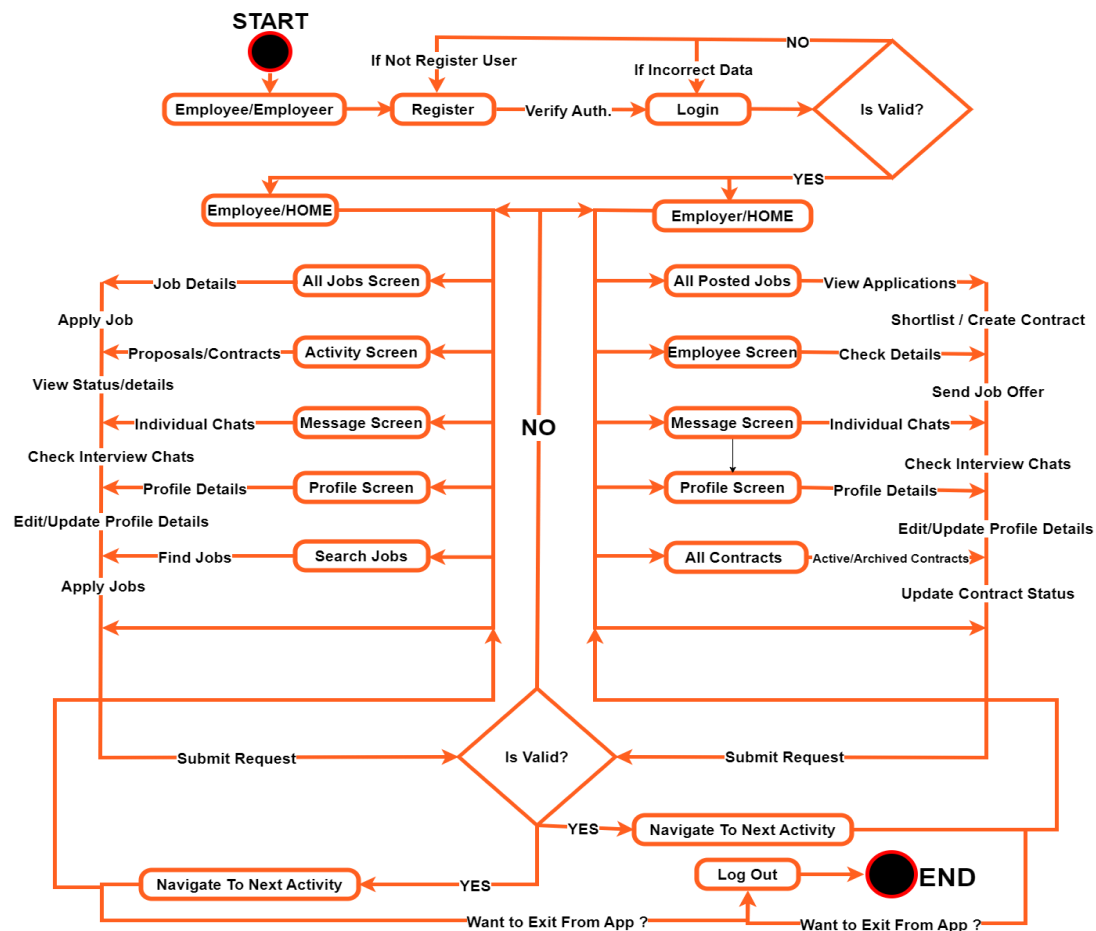 START
NO
If Not Register User
If Incorrect Data
Employee/Employeer
Register
Verify Auth.
Login
Is Valid?
YES
Employee/HOME
Employer/HOME
Job Details
All Jobs Screen
All Posted Jobs
View Applications
Apply Job
Shortlist / Create Contract
Proposals/Contracts
Activity Screen
Employee Screen
Check Details
View Status/details
Send Job Offer
Individual Chats
Message Screen
NO
Message Screen
Individual Chats
Check Interview Chats
Check Interview Chats
Profile Details
Profile Screen
Profile Screen
Profile Details
Edit/Update Profile Details
Edit/Update Profile Details
Find Jobs
Search Jobs
All Contracts
Active/Archived Contracts
Apply Jobs
Update Contract Status
Submit Request
Is Valid?
Submit Request
YES
Navigate To Next Activity
Navigate To Next Activity
YES
Log Out
END
Want to Exit From App ?
Want to Exit From App ?